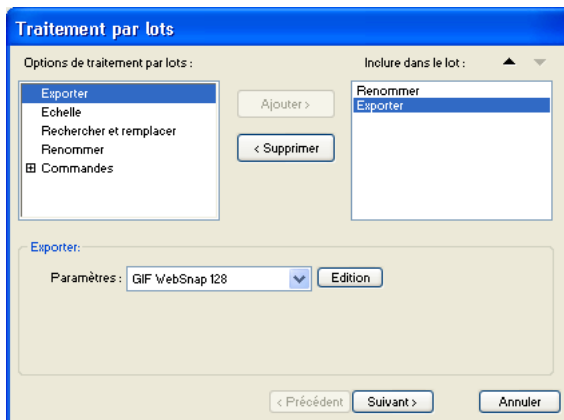 Traitement par lots
Options de traitement par lots :
Inclure dans le lot :
Exporter
Echelle
Rechercher et remplacer
Renommer
Commandes
Ajouter >
< Supprimer
Renommer
Exporter
Exporter:
Paramètres : GIF WebSnap 128 Edition
< Précédent Suivant > Annuler